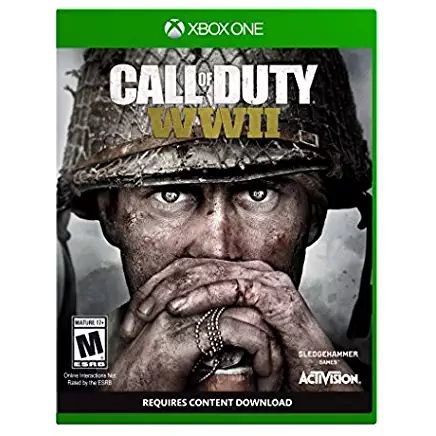 XBOX ONE
CALL OF DUTY
WWII
MATURE 17+
M
ESRB
Online Interactions Not
Rated by the ESRB
SLEDGEHAMMER
GAMES
ACTIVISION.
REQUIRES CONTENT DOWNLOAD